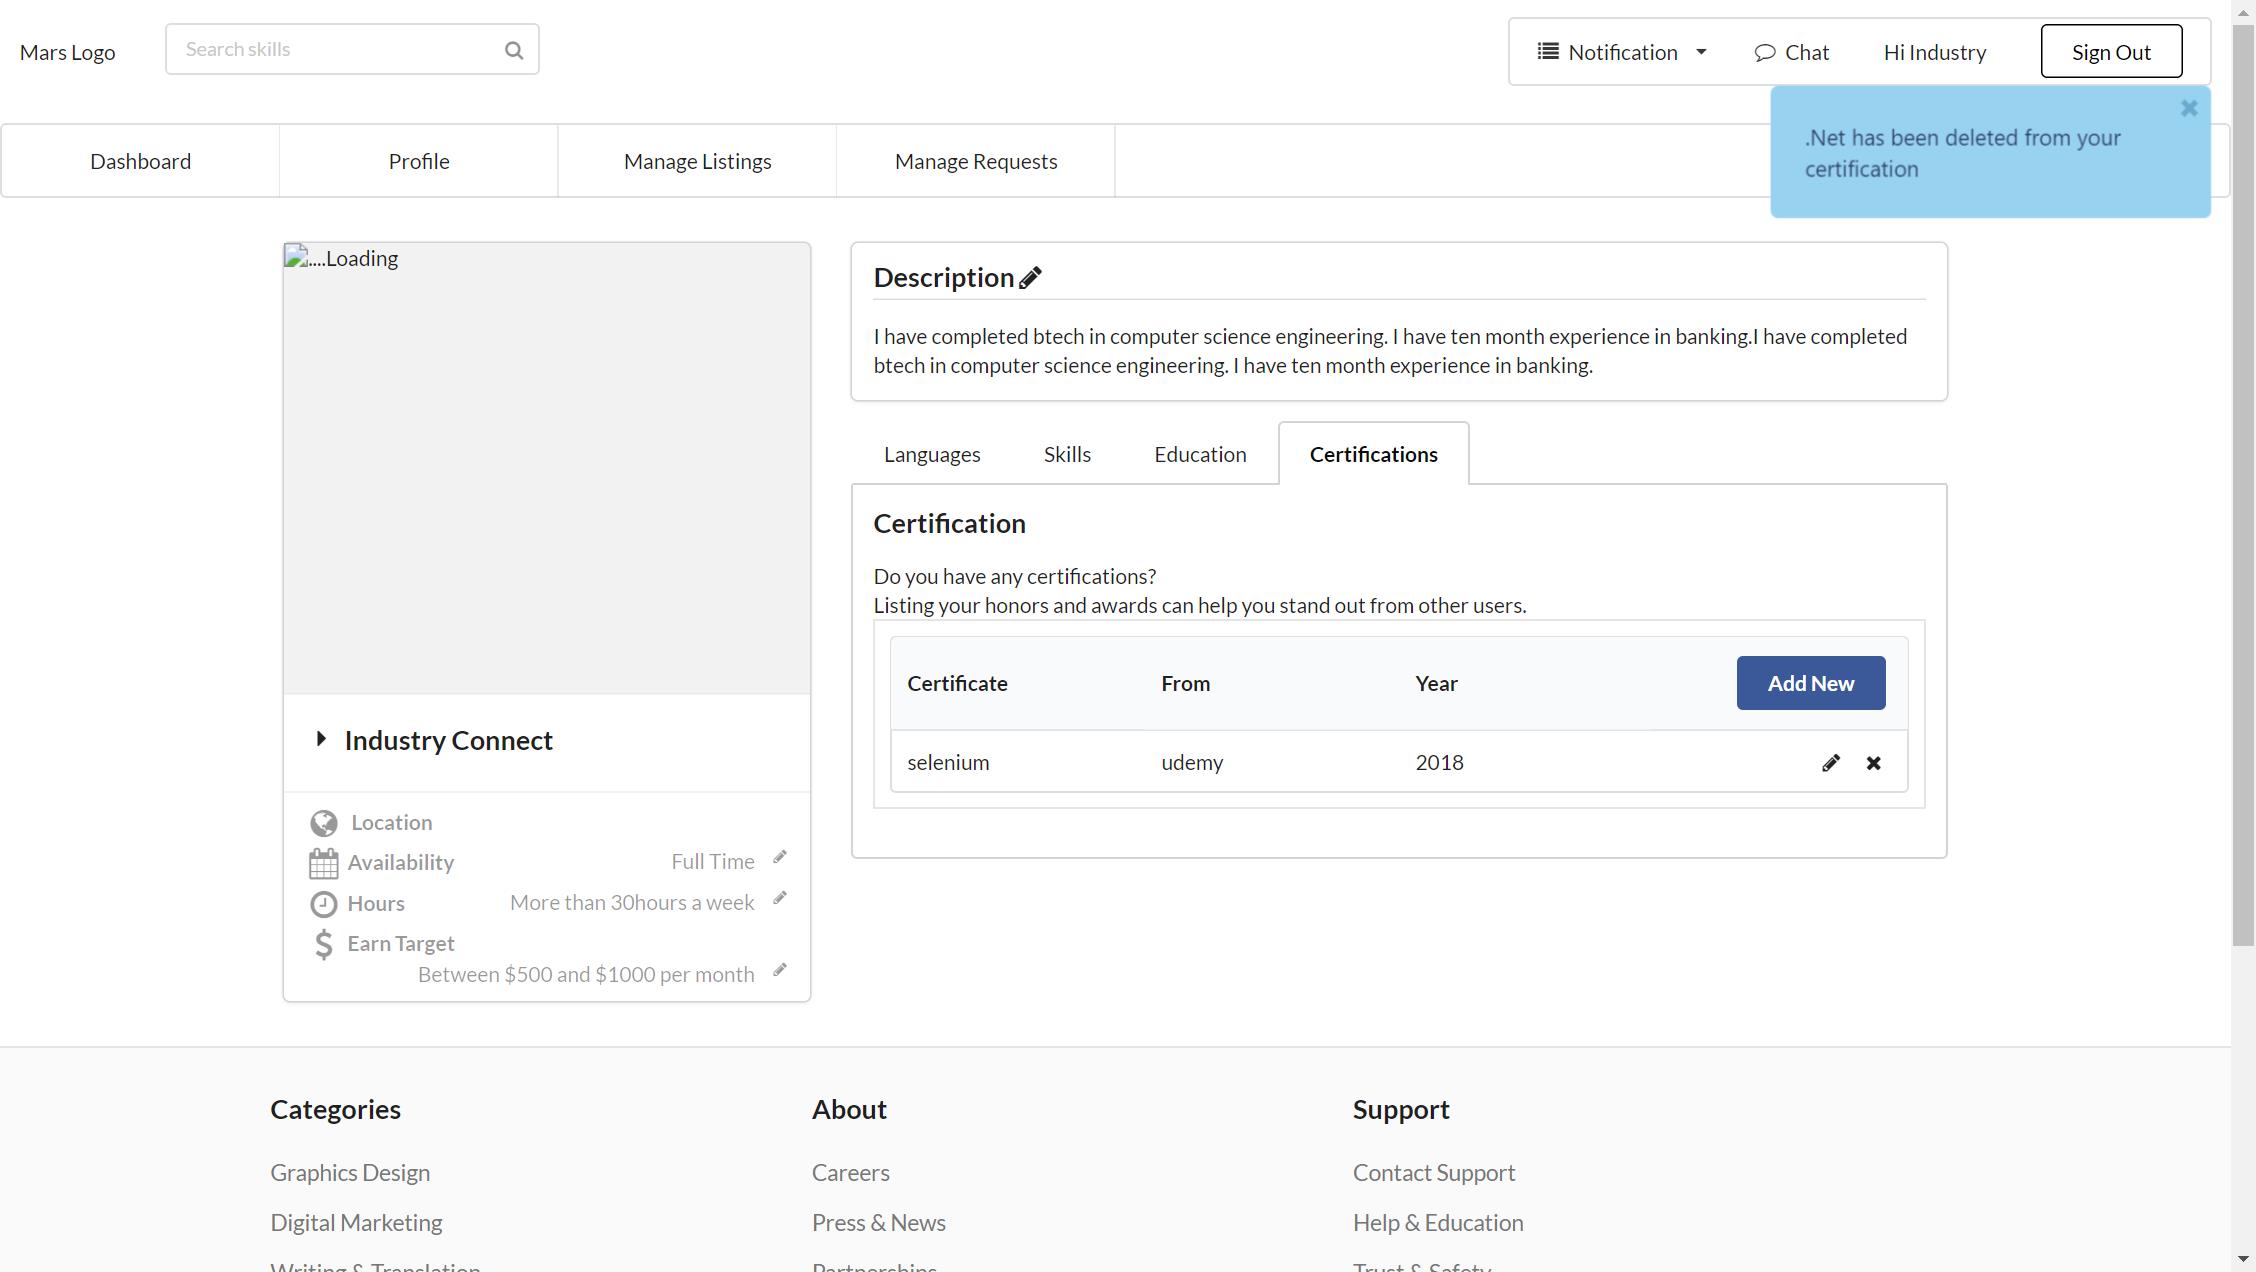 Mars Logo
Search skills
Notification
Chat
Hi Industry
Sign Out
.Net has been deleted from your
certification
Dashboard
Profile
Manage Listings
Manage Requests
....Loading
Industry Connect
Location
Availability
Full Time
Hours
More than 30hours a week
Earn Target
Between $500 and $1000 per month
Description
I have completed btech in computer science engineering. I have ten month experience in banking.I have completed
btech in computer science engineering. I have ten month experience in banking.
Languages
Skills
Education
Certifications
Certification
Do you have any certifications?
Listing your honors and awards can help you stand out from other users.
Certificate
From
Year
Add New
selenium
udemy
2018
Categories
About
Support
Graphics Design
Careers
Contact Support
Digital Marketing
Press & News
Help & Education
Writing & Translation
Partnerships
Trust & Safety